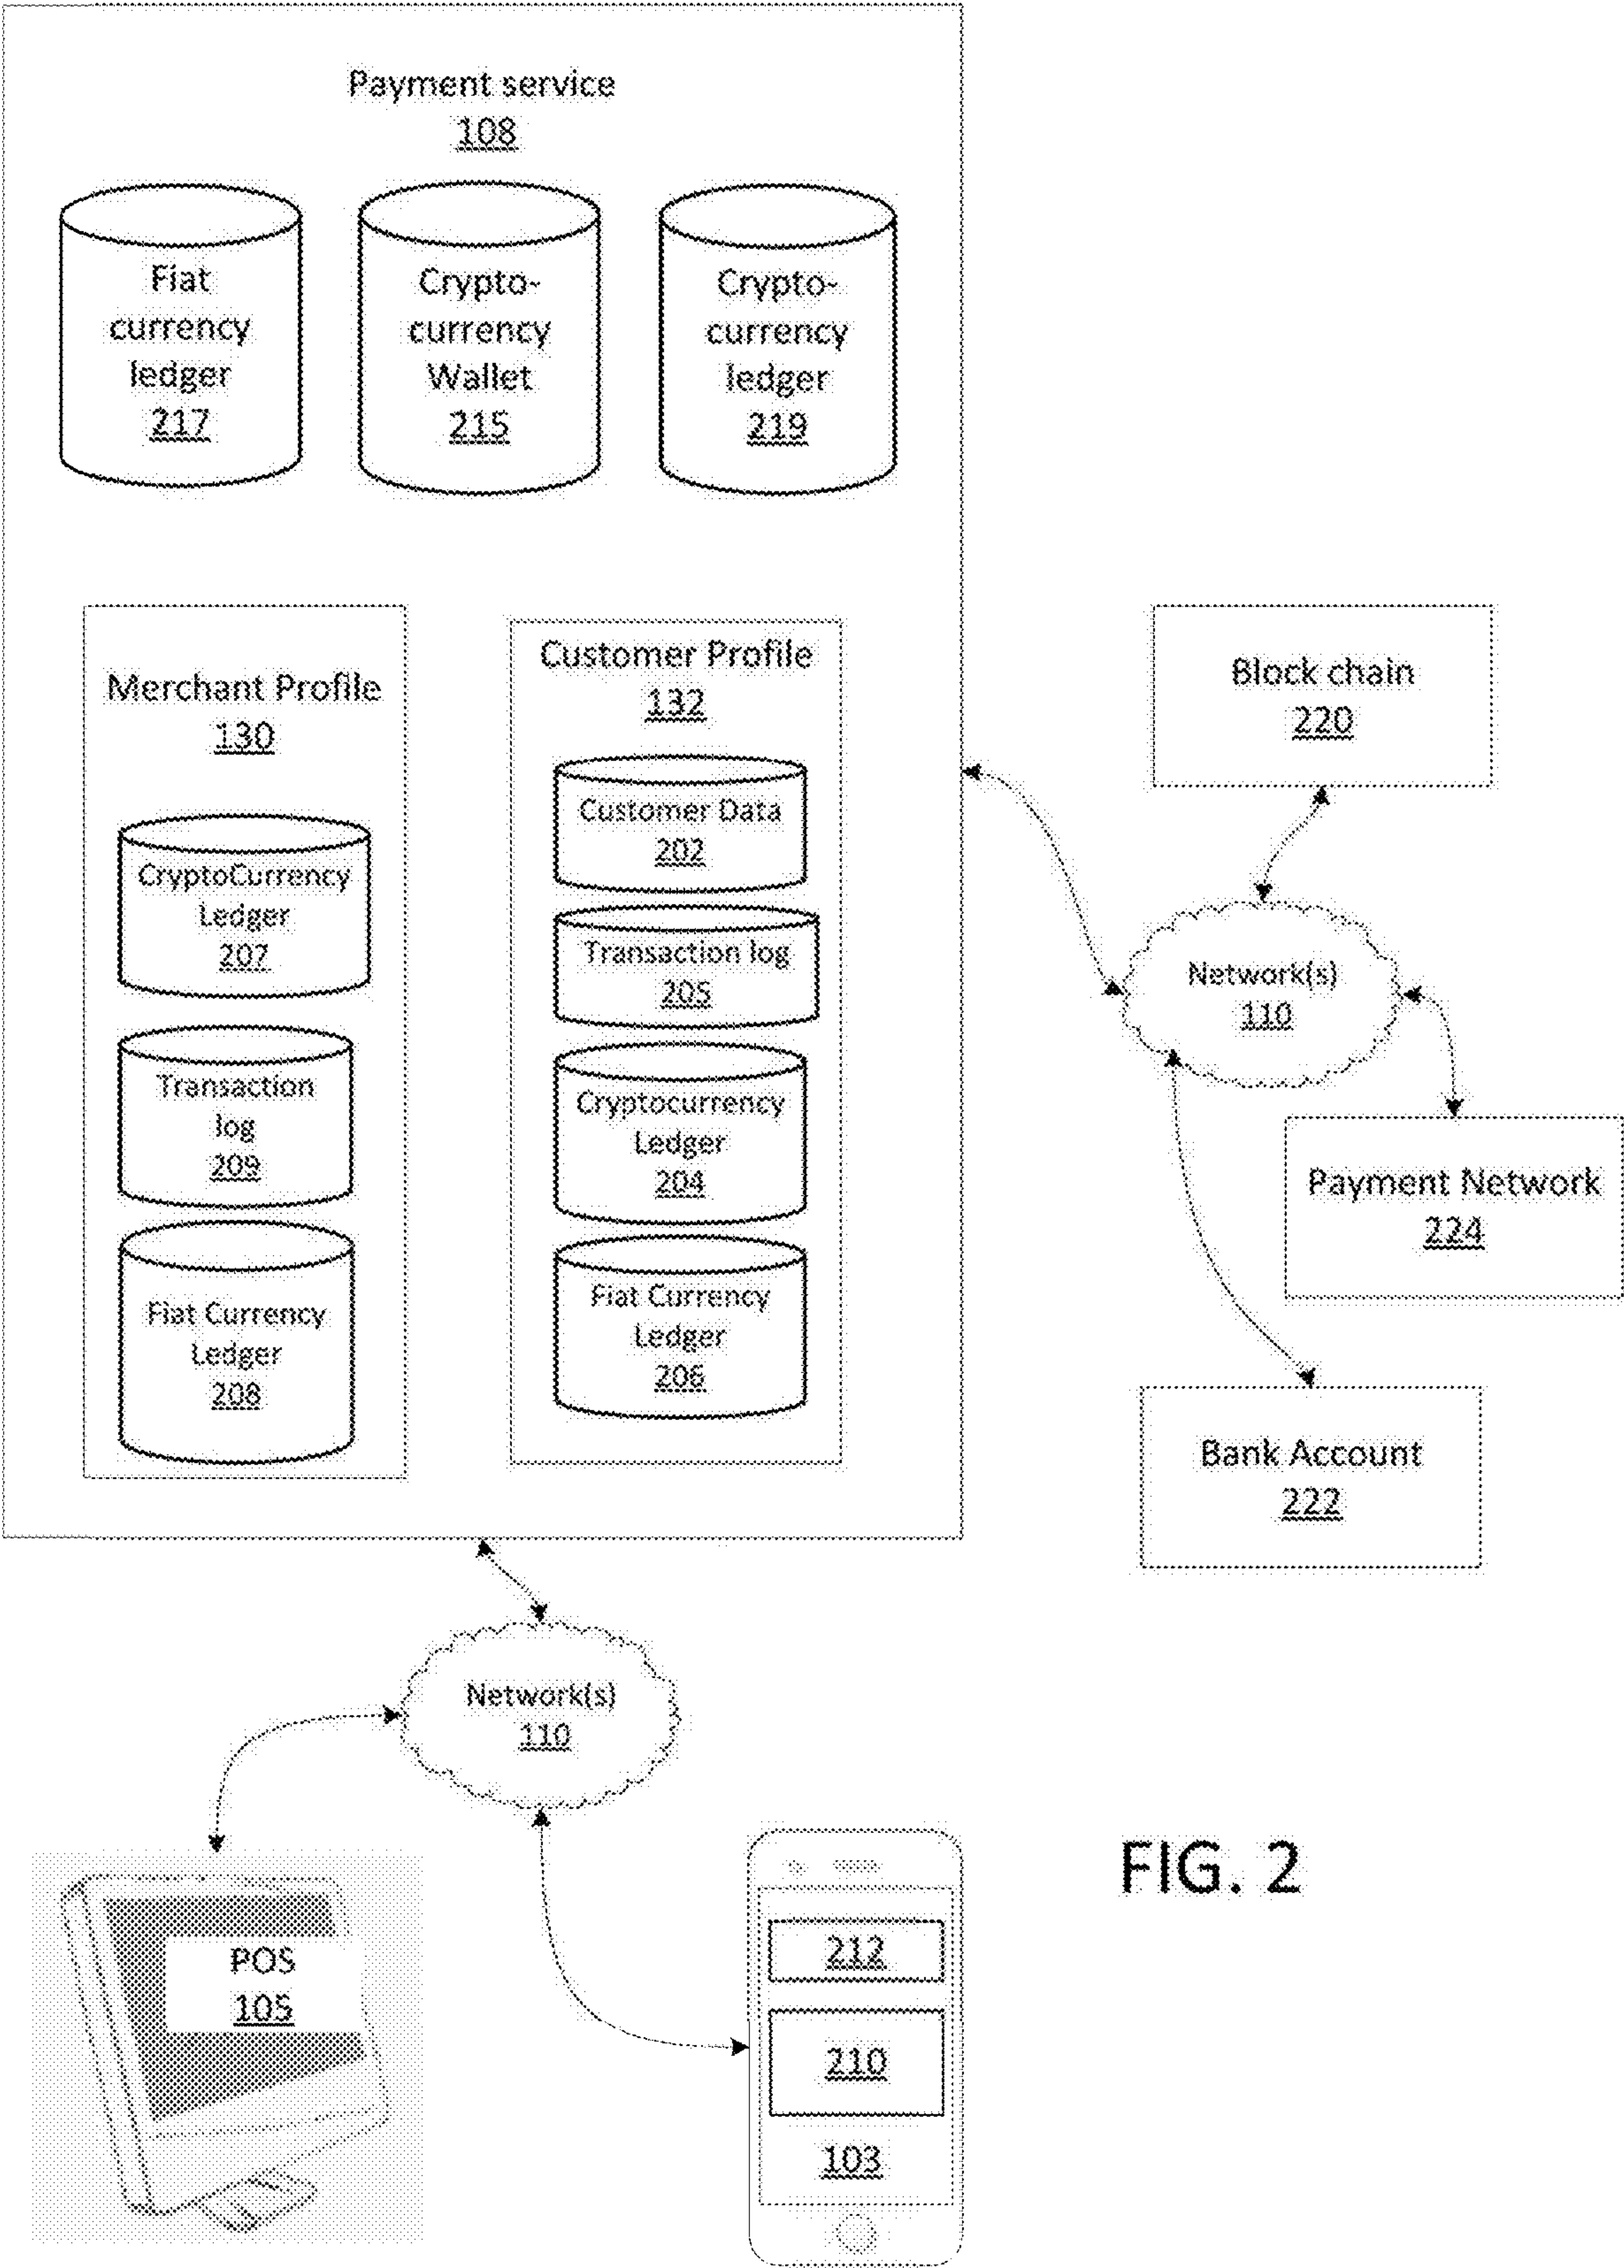 Payment service
108
Fiat
currency
ledger
217
Crypto-
currency
Wallet
215
Crypto-
currency
ledger
219
Merchant Profile
130
CryptoCurrency
Ledger
207
Transaction
log
209
Fiat Currency
Ledger
208
Customer Profile
132
Customer Data
202
Transaction log
205
Cryptocurrency
Ledger
204
Fiat Currency
Ledger
206
Block chain
220
Network(s)
110
Payment Network
224
Bank Account
222
Network(s)
110
POS
105
212
210
103
FIG. 2